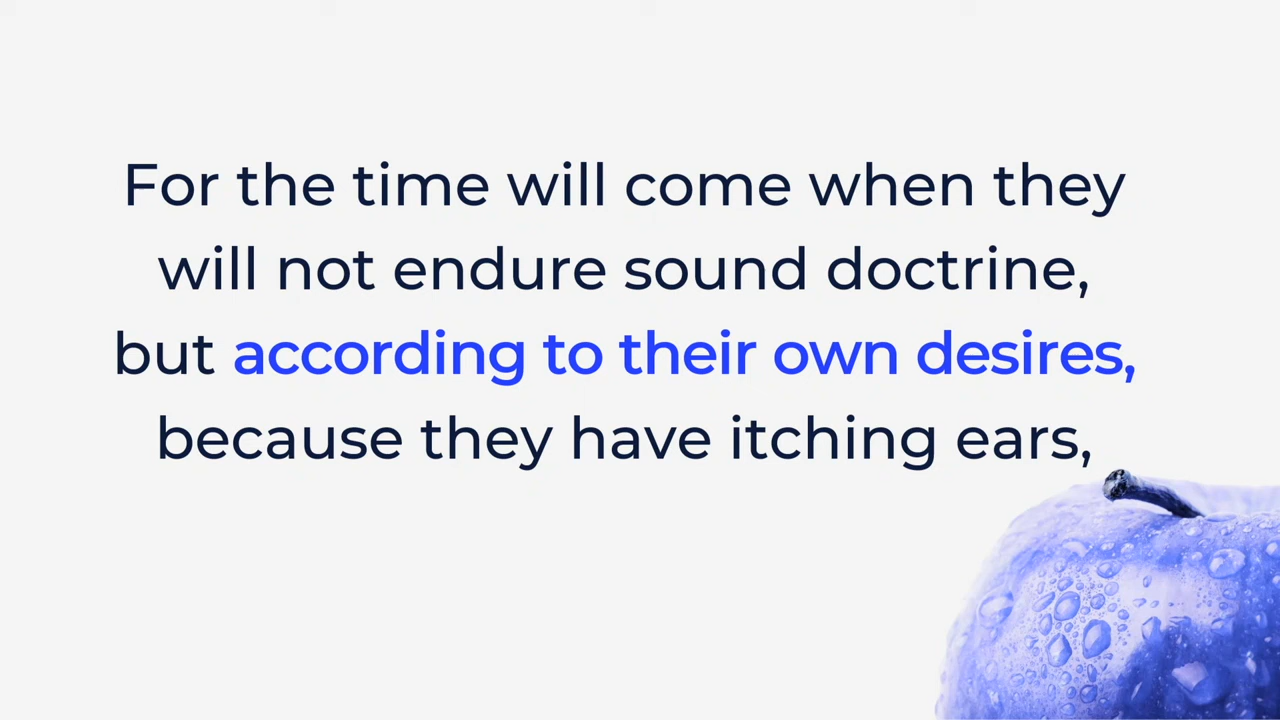 For the time will come when they
will not endure sound doctrine,
but according to their own desires,
because they have itching ears,